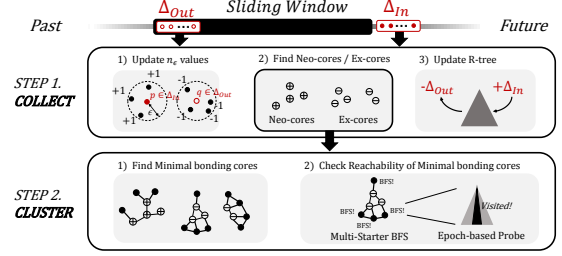 Δ_Out Sliding Window Δ_In
Past Future
STEP 1.
COLLECT
1) Update n_ε values
+1
+1 -1
p ∈ Δ_In q ∈ Δ_Out
+1 -1
ε -1
+1 -1
2) Find Neo-cores / Ex-cores
Neo-cores Ex-cores
3) Update R-tree
-Δ_Out +Δ_In
STEP 2.
CLUSTER
1) Find Minimal bonding cores
2) Check Reachability of Minimal bonding cores
BFS!
Visited!
BFS! BFS!
BFS!
Multi-Starter BFS Epoch-based Probe